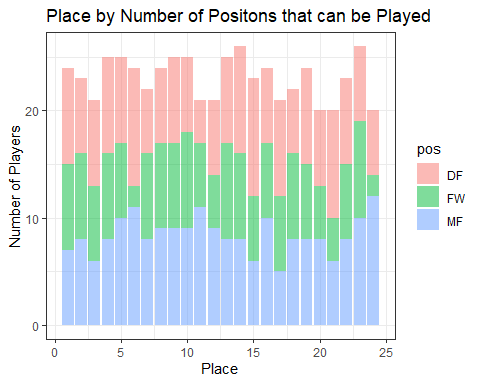 Place by Number of Positons that can be Played
Number of Players
20
10
0
0
5
10
15
20
25
Place
pos
DF
FW
MF